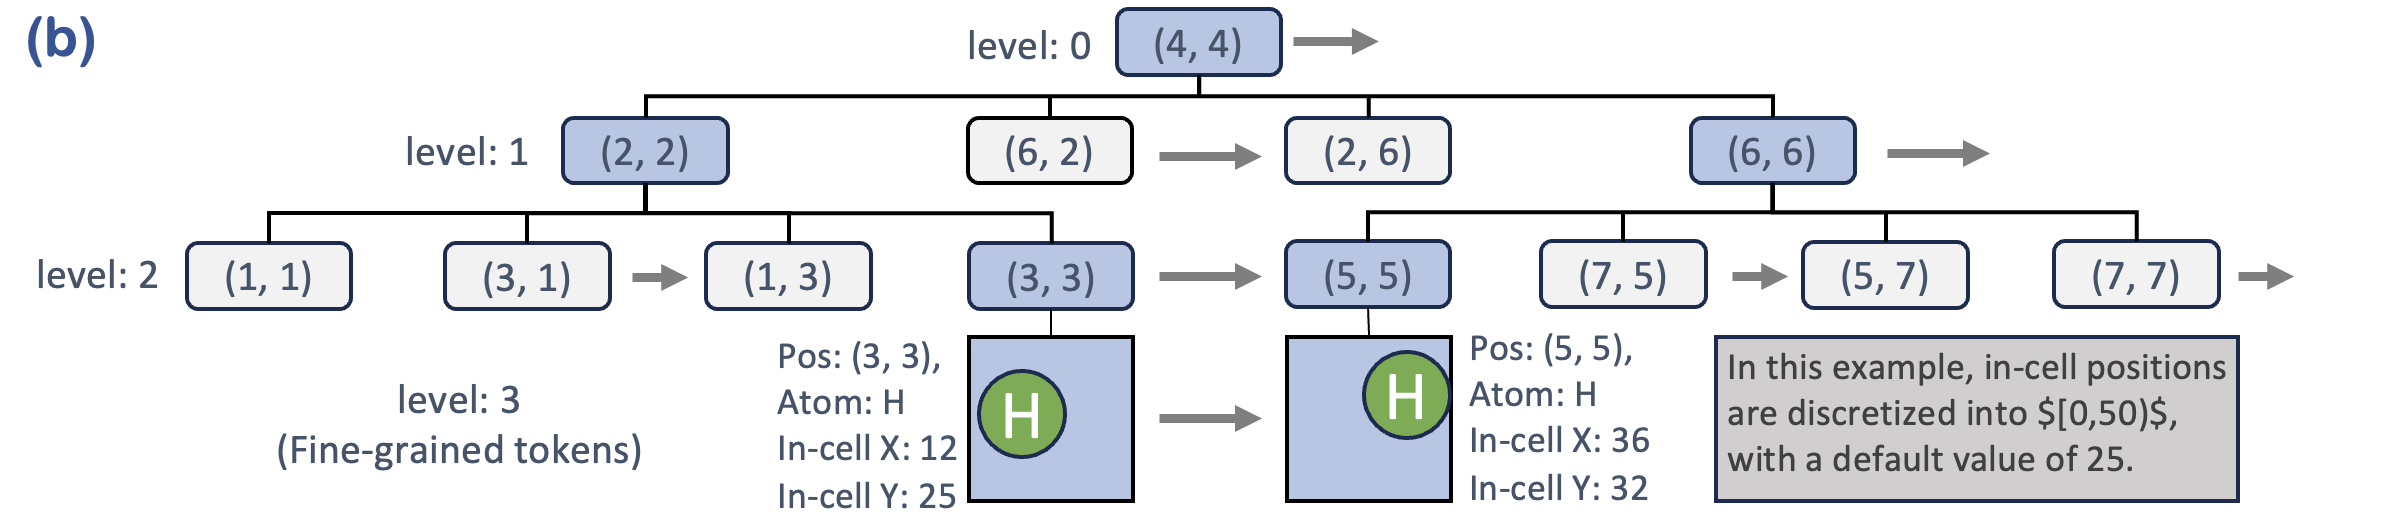 (b)
level: 0
(4, 4)
level: 1
(2, 2)
(6, 2)
(2, 6)
(6, 6)
level: 2
(1, 1)
(3, 1)
(1, 3)
(3, 3)
(5, 5)
(7, 5)
(5, 7)
(7, 7)
level: 3
(Fine-grained tokens)
Pos: (3, 3),
Atom: H
In-cell X: 12
In-cell Y: 25
H
H
Pos: (5, 5),
Atom: H
In-cell X: 36
In-cell Y: 32
In this example, in-cell positions
are discretized into $[0,50)$,
with a default value of 25.